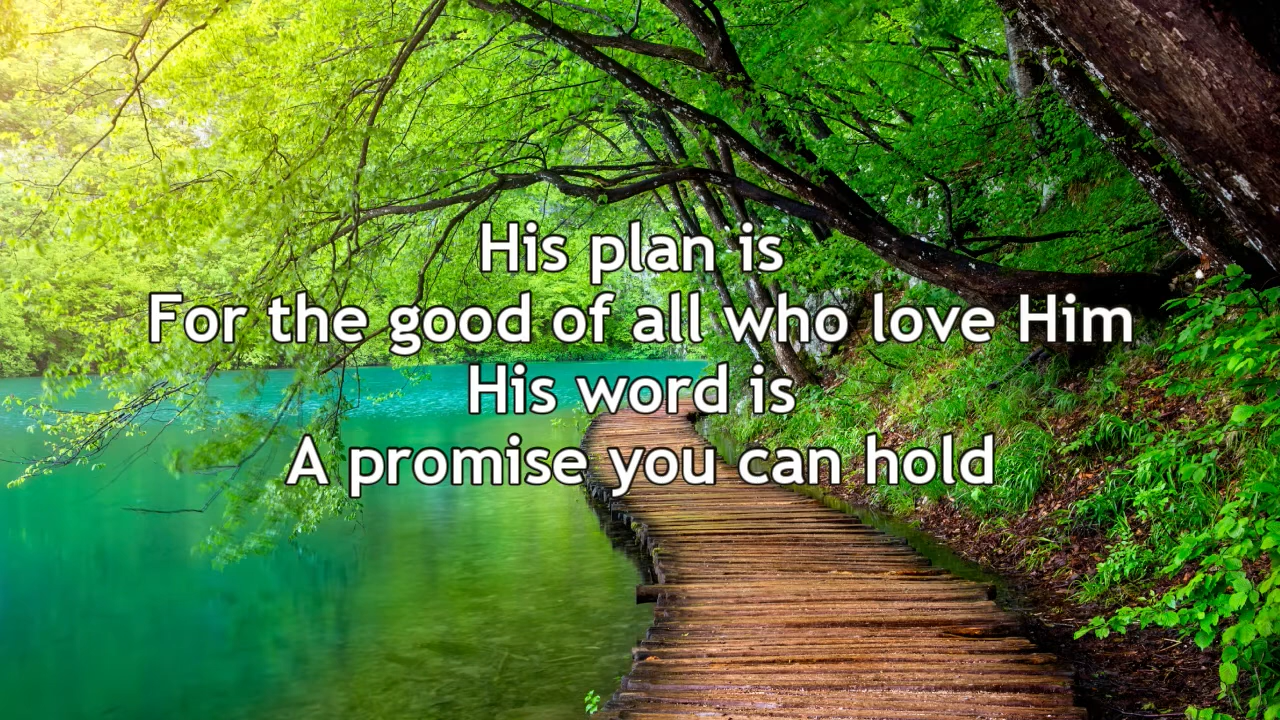 His plan is
For the good of all who love Him
His word is
A promise you can hold